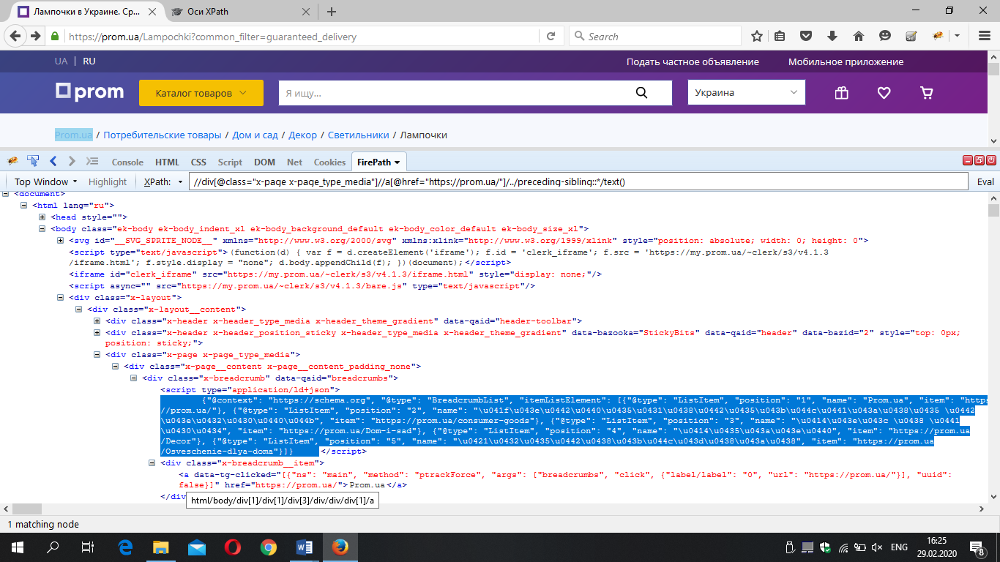 Лампочки в Украине. Ср...
Оси XPath
https://prom.ua/Lampochki?common_filter=guaranteed_delivery
Search
UA | RU
Подать частное объявление
Мобильное приложение
prom
Каталог товаров
Я ищу...
Украина
Prom.ua / Потребительские товары / Дом и сад / Декор / Светильники / Лампочки
Console HTML CSS Script DOM Net Cookies FirePath
Top Window Highlight XPath: //div[@class="x-page x-page_type_media"]//a[@href="https://prom.ua/"]/../preceding-sibling::*/text() Eval
<document>
<html lang="ru">
<head style="">
<body class="ek-body ek-body_indent_xl ek-body_background_default ek-body_color_default ek-body_size_xl">
<svg id="__SVG_SPRITE_NODE__" xmlns="http://www.w3.org/2000/svg" xmlns:xlink="http://www.w3.org/1999/xlink" style="position: absolute; width: 0; height: 0">
<script type="text/javascript">(function(d) { var f = d.createElement('iframe'); f.id = 'clerk_iframe'; f.src = 'https://my.prom.ua/~clerk/s3/v4.1.3
/iframe.html'; f.style.display = "none"; d.body.appendChild(f); })(document);</script>
<iframe id="clerk_iframe" src="https://my.prom.ua/~clerk/s3/v4.1.3/iframe.html" style="display: none;"/>
<script async="" src="https://my.prom.ua/~clerk/s3/v4.1.3/bare.js" type="text/javascript"/>
<div class="x-layout">
<div class="x-layout__content">
<div class="x-header x-header_type_media x-header_theme_gradient" data-qaid="header-toolbar">
<div class="x-header x-header_position_sticky x-header_type_media x-header_theme_gradient" data-bazooka="StickyBits" data-qaid="header" data-bazid="2" style="top: 0px;
position: sticky;">
<div class="x-page x-page_type_media">
<div class="x-page__content x-page__content_padding_none">
<div class="x-breadcrumb" data-qaid="breadcrumbs">
<script type="application/ld+json">
{"@context": "https://schema.org", "@type": "BreadcrumbList", "itemListElement": [{"@type": "ListItem", "position": "1", "name": "Prom.ua", "item": "https:
//prom.ua/"}, {"@type": "ListItem", "position": "2", "name": "\u041f\u043e\u0442\u0440\u0435\u0431\u0438\u0442\u0435\u043b\u044c\u0441\u043a\u0438\u0435 \u0442
\u043e\u0432\u0430\u0440\u044b", "item": "https://prom.ua/consumer-goods"}, {"@type": "ListItem", "position": "3", "name": "\u0414\u043e\u043c \u0438 \u0441
\u0430\u0434", "item": "https://prom.ua/Dom-i-sad"}, {"@type": "ListItem", "position": "4", "name": "\u0414\u0435\u043a\u043e\u0440", "item": "https://prom.ua
/Decor"}, {"@type": "ListItem", "position": "5", "name": "\u0421\u0432\u0435\u0442\u0438\u043b\u044c\u043d\u0438\u043a\u0438", "item": "https://prom.ua
/Osveschenie-dlya-doma"}]} </script>
<div class="x-breadcrumb__item">
<a data-tg-clicked="[{"ns": "main", "method": "ptrackForce", "args": ["breadcrumbs", "click", {"label/label": "0", "url": "https://prom.ua/"}], "uuid":
false}]" href="https://prom.ua/">Prom.ua</a>
</div
html/body/div[1]/div[1]/div[3]/div/div/div[1]/a
1 matching node
ENG
16:25
29.02.2020
8